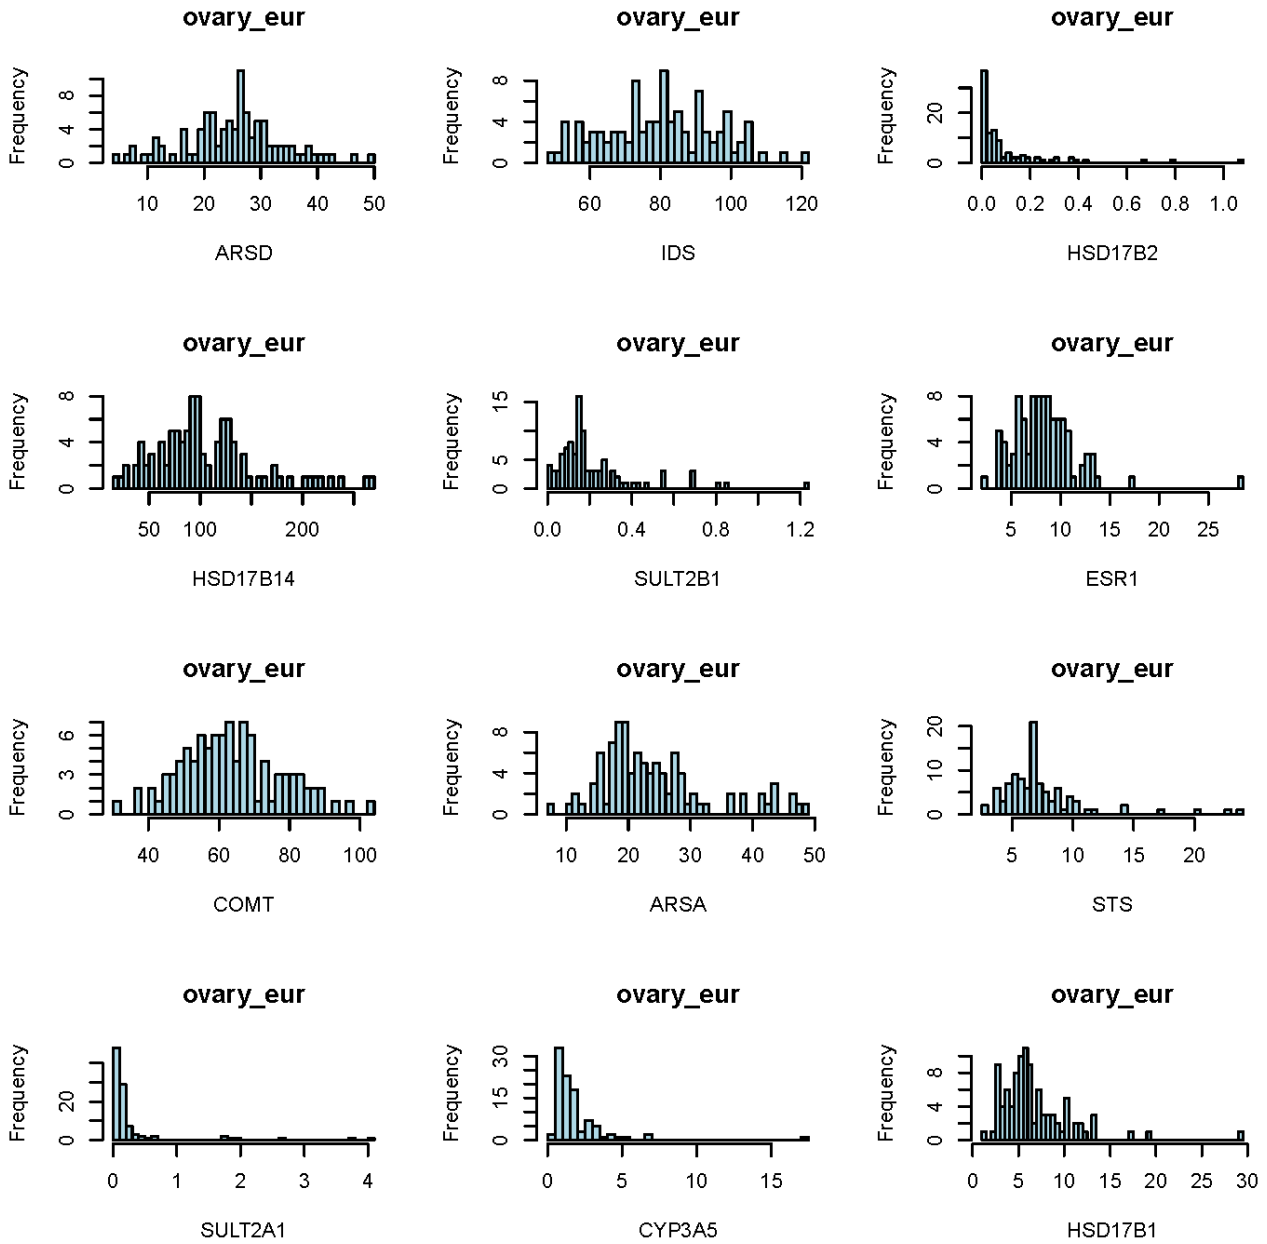 ovary_eur ovary_eur ovary_eur
Frequency 0 4 8 Frequency 0 4 8 Frequency 0 20
10 20 30 40 50 60 80 100 120 0.0 0.2 0.4 0.6 0.8 1.0
ARSD IDS HSD17B2
ovary_eur ovary_eur ovary_eur
Frequency 0 4 8 Frequency 0 5 15 Frequency 0 4 8
50 100 200 0.0 0.4 0.8 1.2 5 10 15 20 25
HSD17B14 SULT2B1 ESR1
ovary_eur ovary_eur ovary_eur
Frequency 0 3 6 Frequency 0 4 8 Frequency 0 10 20
40 60 80 100 10 20 30 40 50 5 10 15 20
COMT ARSA STS
ovary_eur ovary_eur ovary_eur
Frequency 0 20 Frequency 0 15 30 Frequency 0 4 8
0 1 2 3 4 0 5 10 15 0 5 10 15 20 25 30
SULT2A1 CYP3A5 HSD17B1